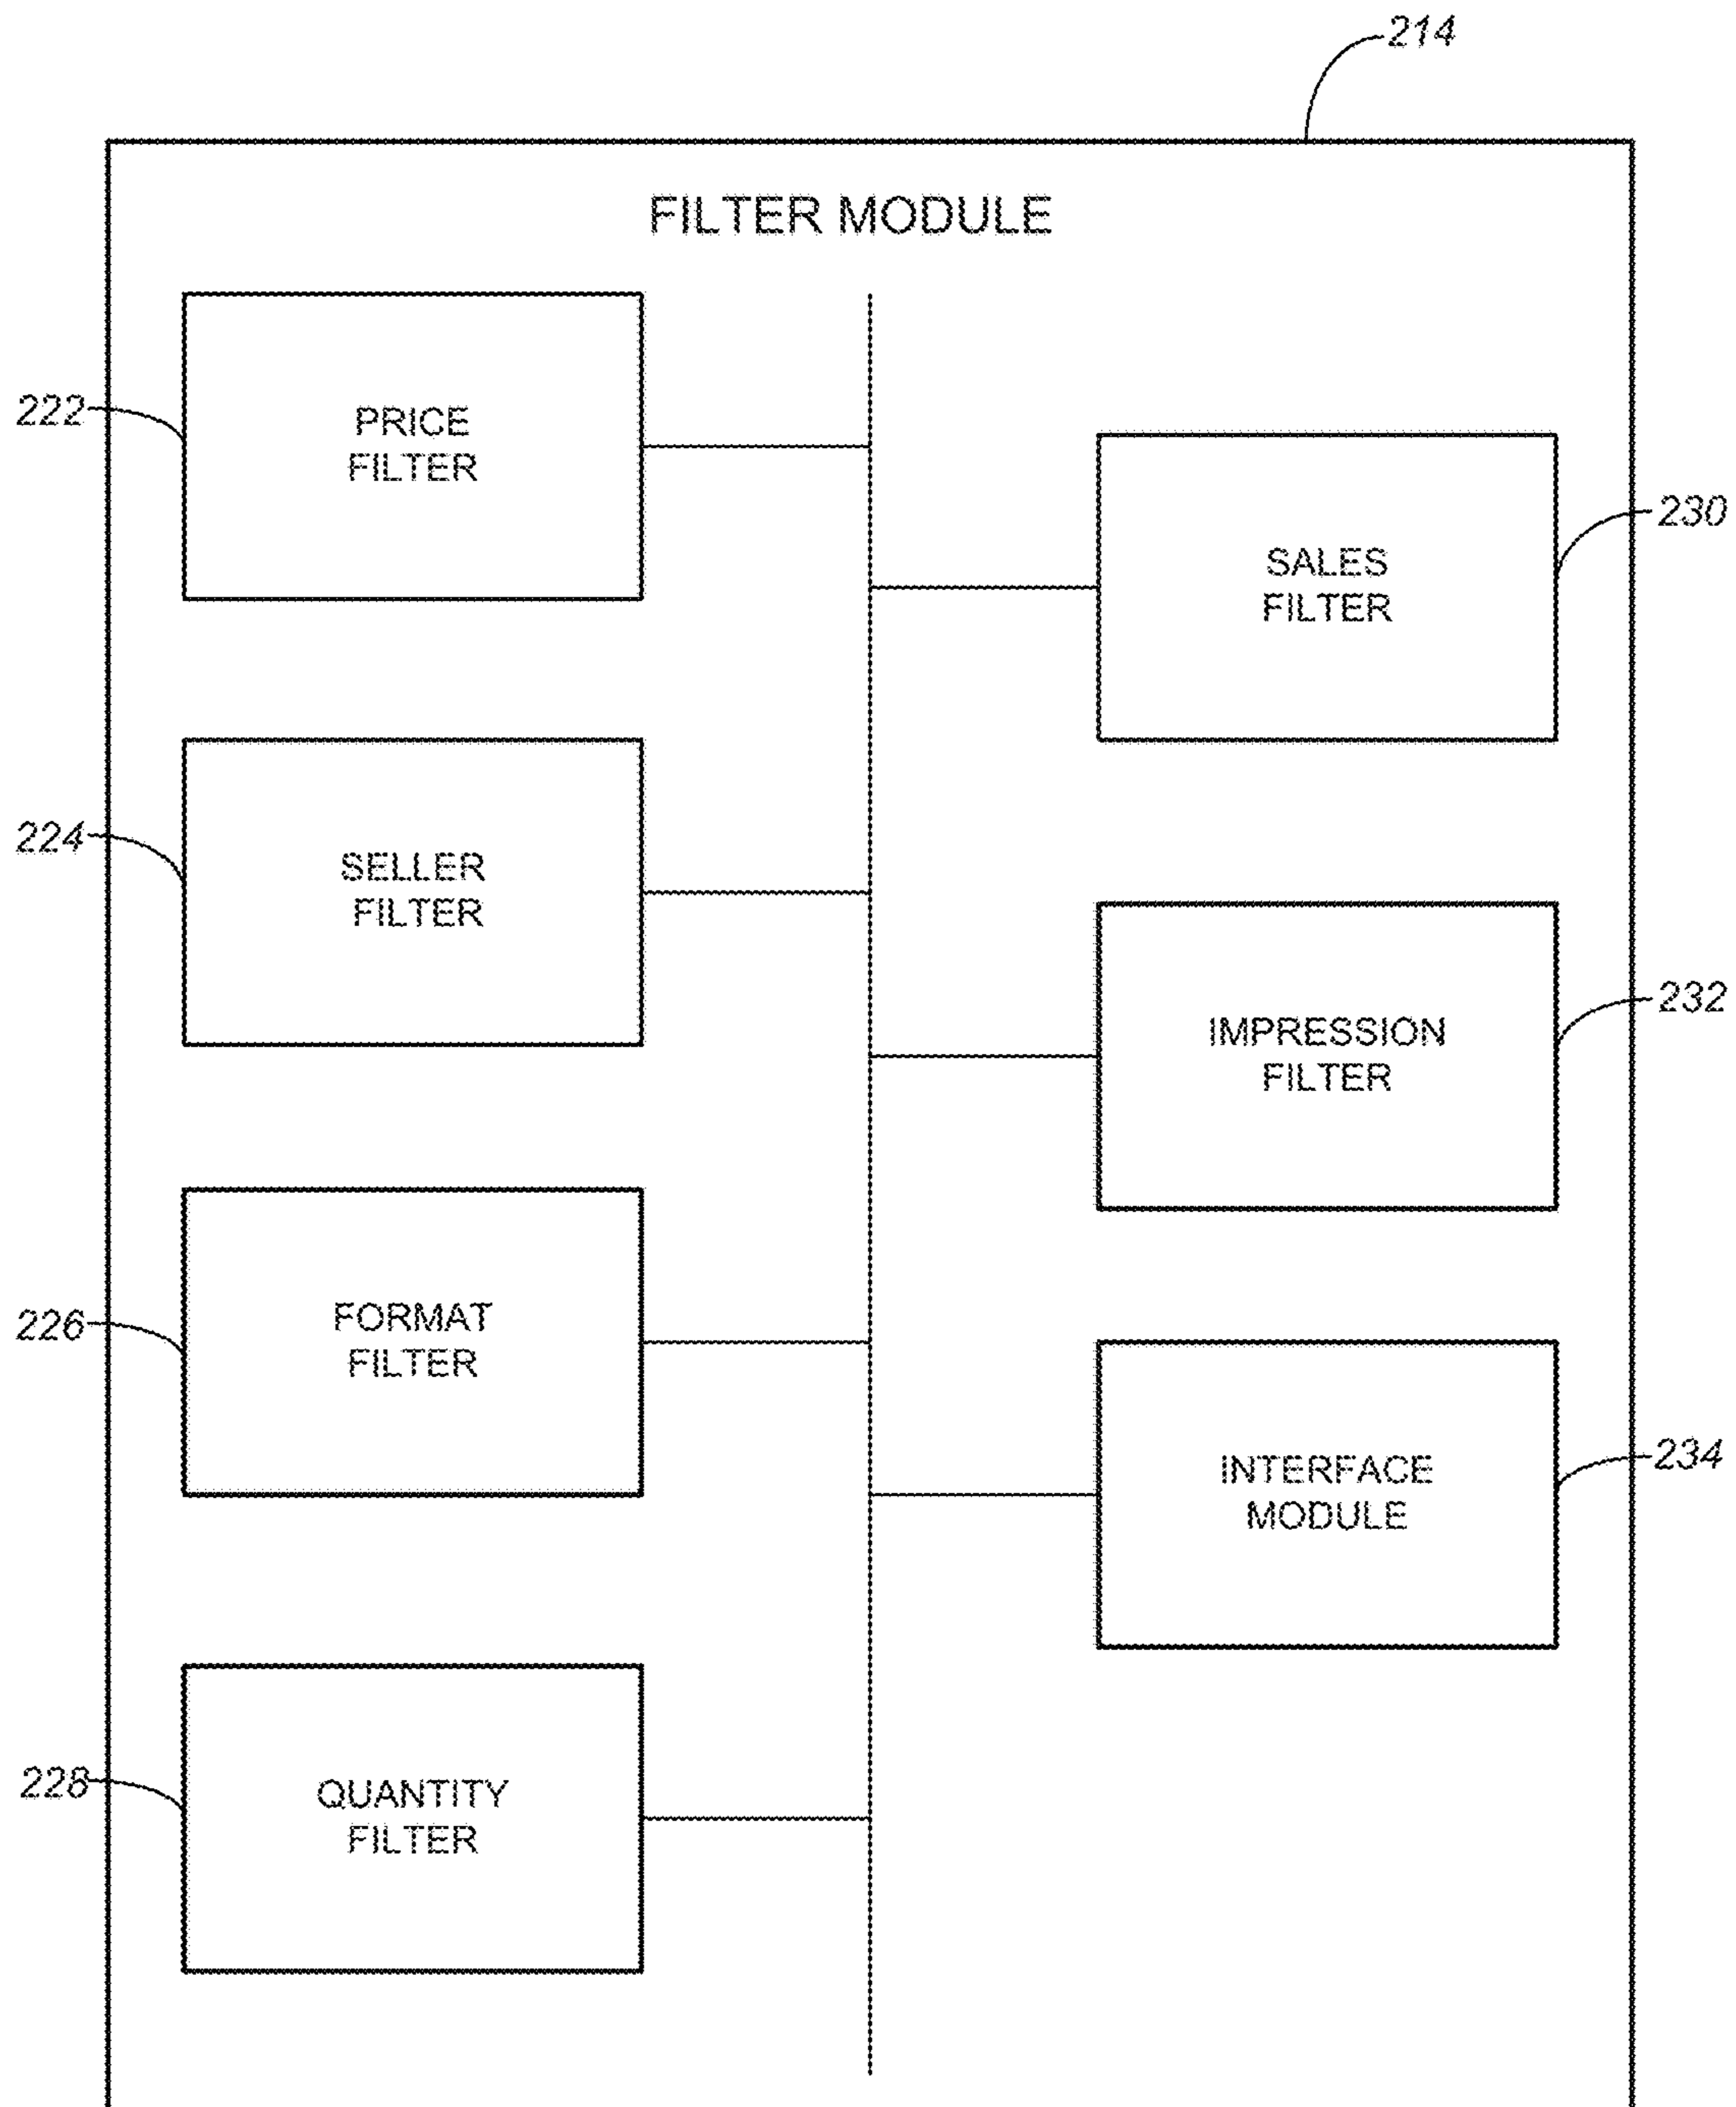 214
FILTER MODULE
222
PRICE
FILTER
SALES
FILTER
230
224
SELLER
FILTER
IMPRESSION
FILTER
232
226
FORMAT
FILTER
INTERFACE
MODULE
234
228
QUANTITY
FILTER